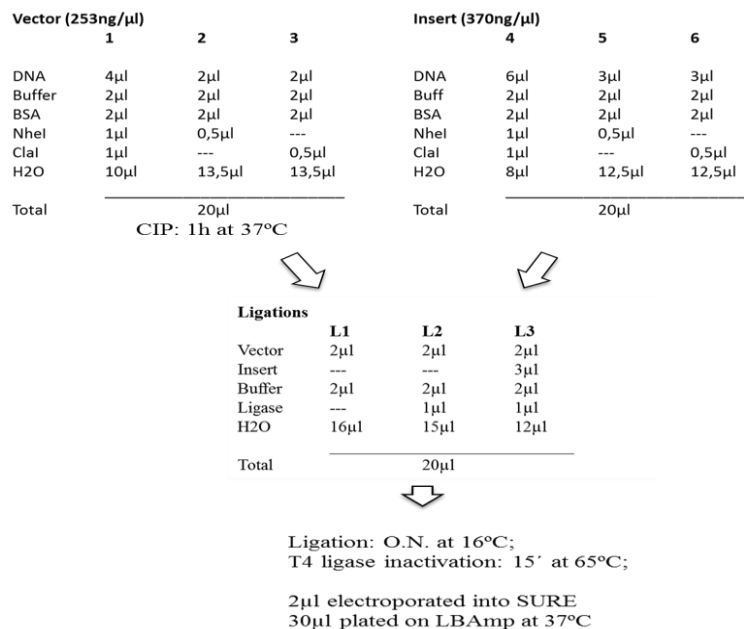 Vector (253ng/µl)
1 2 3
DNA 4µl 2µl 2µl
Buffer 2µl 2µl 2µl
BSA 2µl 2µl 2µl
NheI 1µl 0,5µl ---
ClaI 1µl --- 0,5µl
H2O 10µl 13,5µl 13,5µl
Total 20µl
CIP: 1h at 37ºC
Insert (370ng/µl)
4 5 6
DNA 6µl 3µl 3µl
Buff 2µl 2µl 2µl
BSA 2µl 2µl 2µl
NheI 1µl 0,5µl ---
ClaI 1µl --- 0,5µl
H2O 8µl 12,5µl 12,5µl
Total 20µl
Ligations
L1 L2 L3
Vector 2µl 2µl 2µl
Insert --- --- 3µl
Buffer 2µl 2µl 2µl
Ligase --- 1µl 1µl
H2O 16µl 15µl 12µl
Total 20µl
Ligation: O.N. at 16ºC;
T4 ligase inactivation: 15´ at 65ºC;
2µl electroporated into SURE
30µl plated on LBAmp at 37ºC